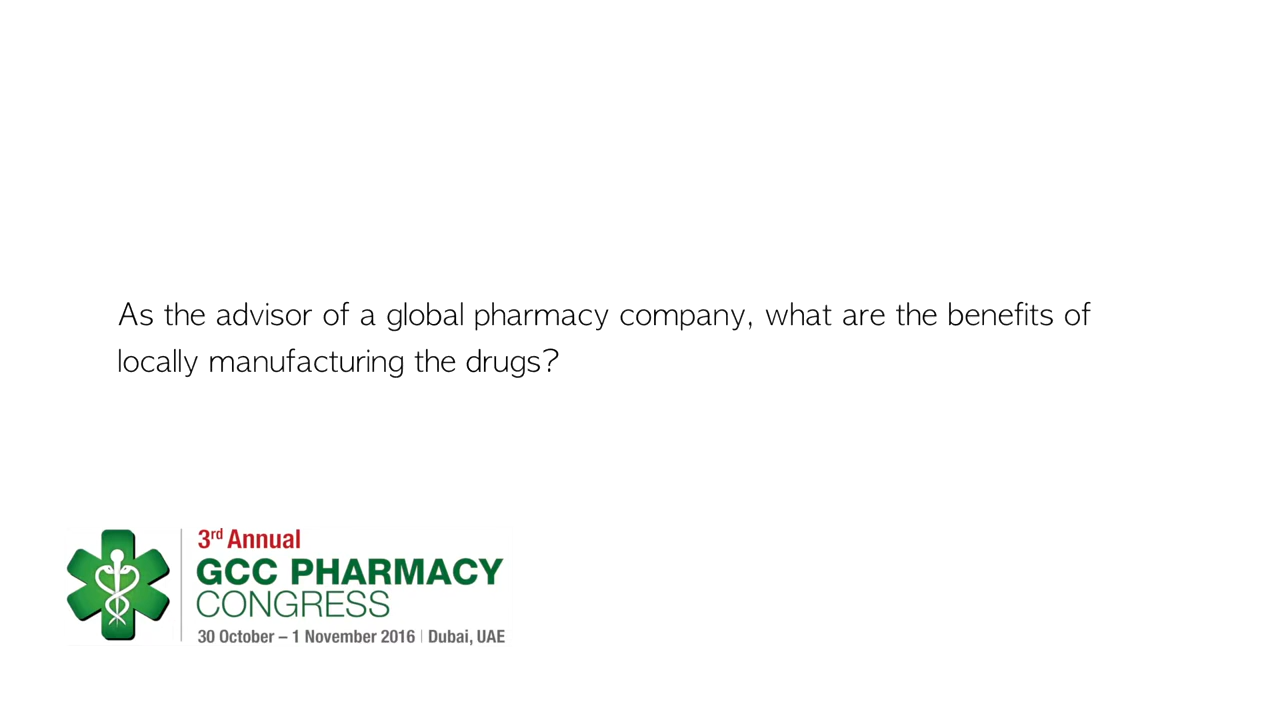 As the advisor of a global pharmacy company, what are the benefits of
locally manufacturing the drugs?
3rd Annual
GCC PHARMACY
CONGRESS
30 October – 1 November 2016 | Dubai, UAE